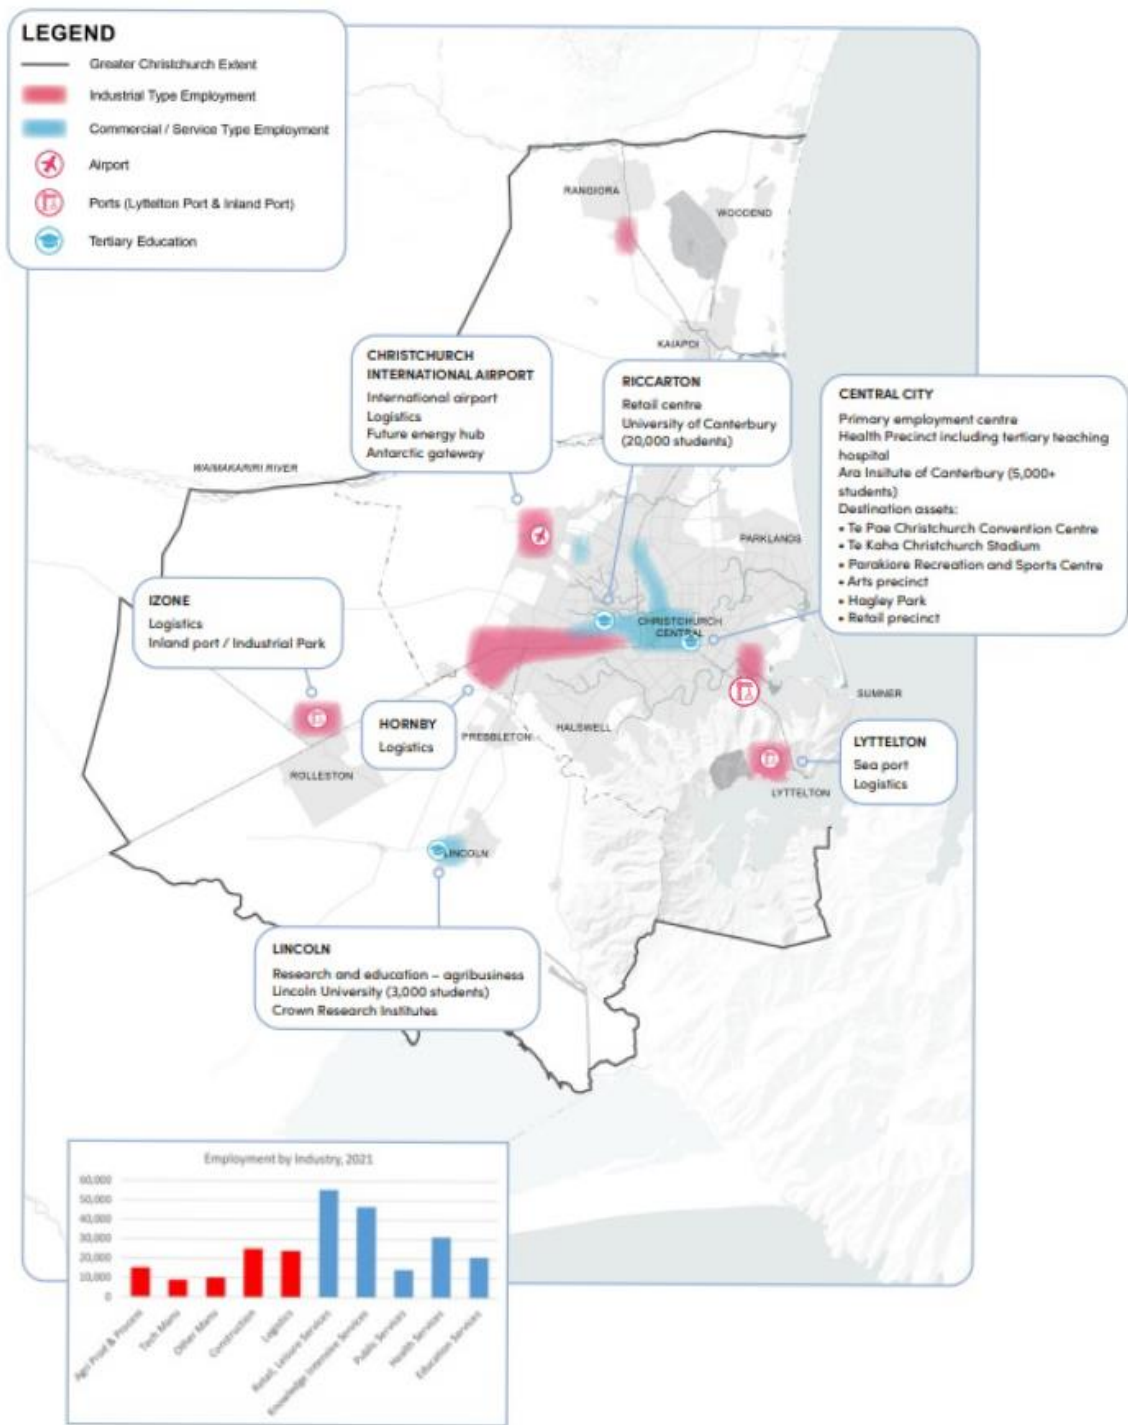 LEGEND
Greater Christchurch Extent
Industrial Type Employment
Commercial / Service Type Employment
Airport
Ports (Lyttelton Port & Inland Port)
Tertiary Education
RANGIORA
WOODEND
KAIAPOI
CHRISTCHURCH
INTERNATIONAL AIRPORT
International airport
Logistics
Future energy hub
Antarctic gateway
RICCARTON
Retail centre
University of Canterbury
(20,000 students)
CENTRAL CITY
Primary employment centre
Health Precinct including tertiary teaching
hospital
Ara Insitute of Canterbury (5,000+
students)
Destination assets:
• Te Pae Christchurch Convention Centre
• Te Kaha Christchurch Stadium
• Parakiore Recreation and Sports Centre
• Arts precinct
• Hagley Park
• Retail precinct
WAIMAKARIRI RIVER
PARKLANDS
IZONE
Logistics
Inland port / Industrial Park
CHRISTCHURCH
CENTRAL
SUMNER
HORNBY
Logistics
PREBBLETON
HALSWELL
ROLLESTON
LYTTELTON
Sea port
Logistics
LYTTELTON
LINCOLN
LINCOLN
Research and education – agribusiness
Lincoln University (3,000 students)
Crown Research Institutes
Employment by Industry, 2021
60,000
50,000
40,000
30,000
20,000
10,000
0
Agri Prod & Process
Tech Manu
Other Manu
Construction
Logistics
Retail, Leisure Services
Knowledge Intensive Services
Public Services
Health Services
Education Services